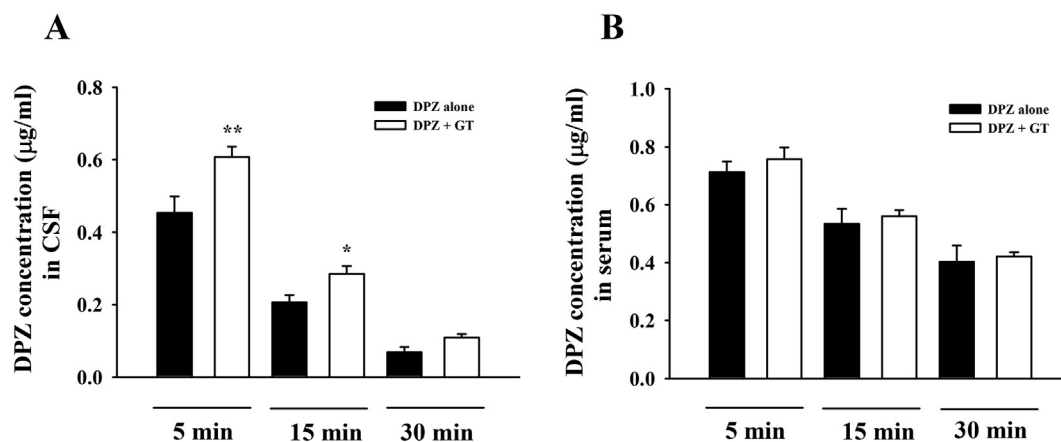 A
DPZ concentration (μg/ml)
in CSF
0.8
0.6
0.4
0.2
0.0
DPZ alone
DPZ + GT
**
*
5 min
15 min
30 min
B
DPZ concentration (μg/ml)
in serum
1.0
0.8
0.6
0.4
0.2
0.0
DPZ alone
DPZ + GT
5 min
15 min
30 min